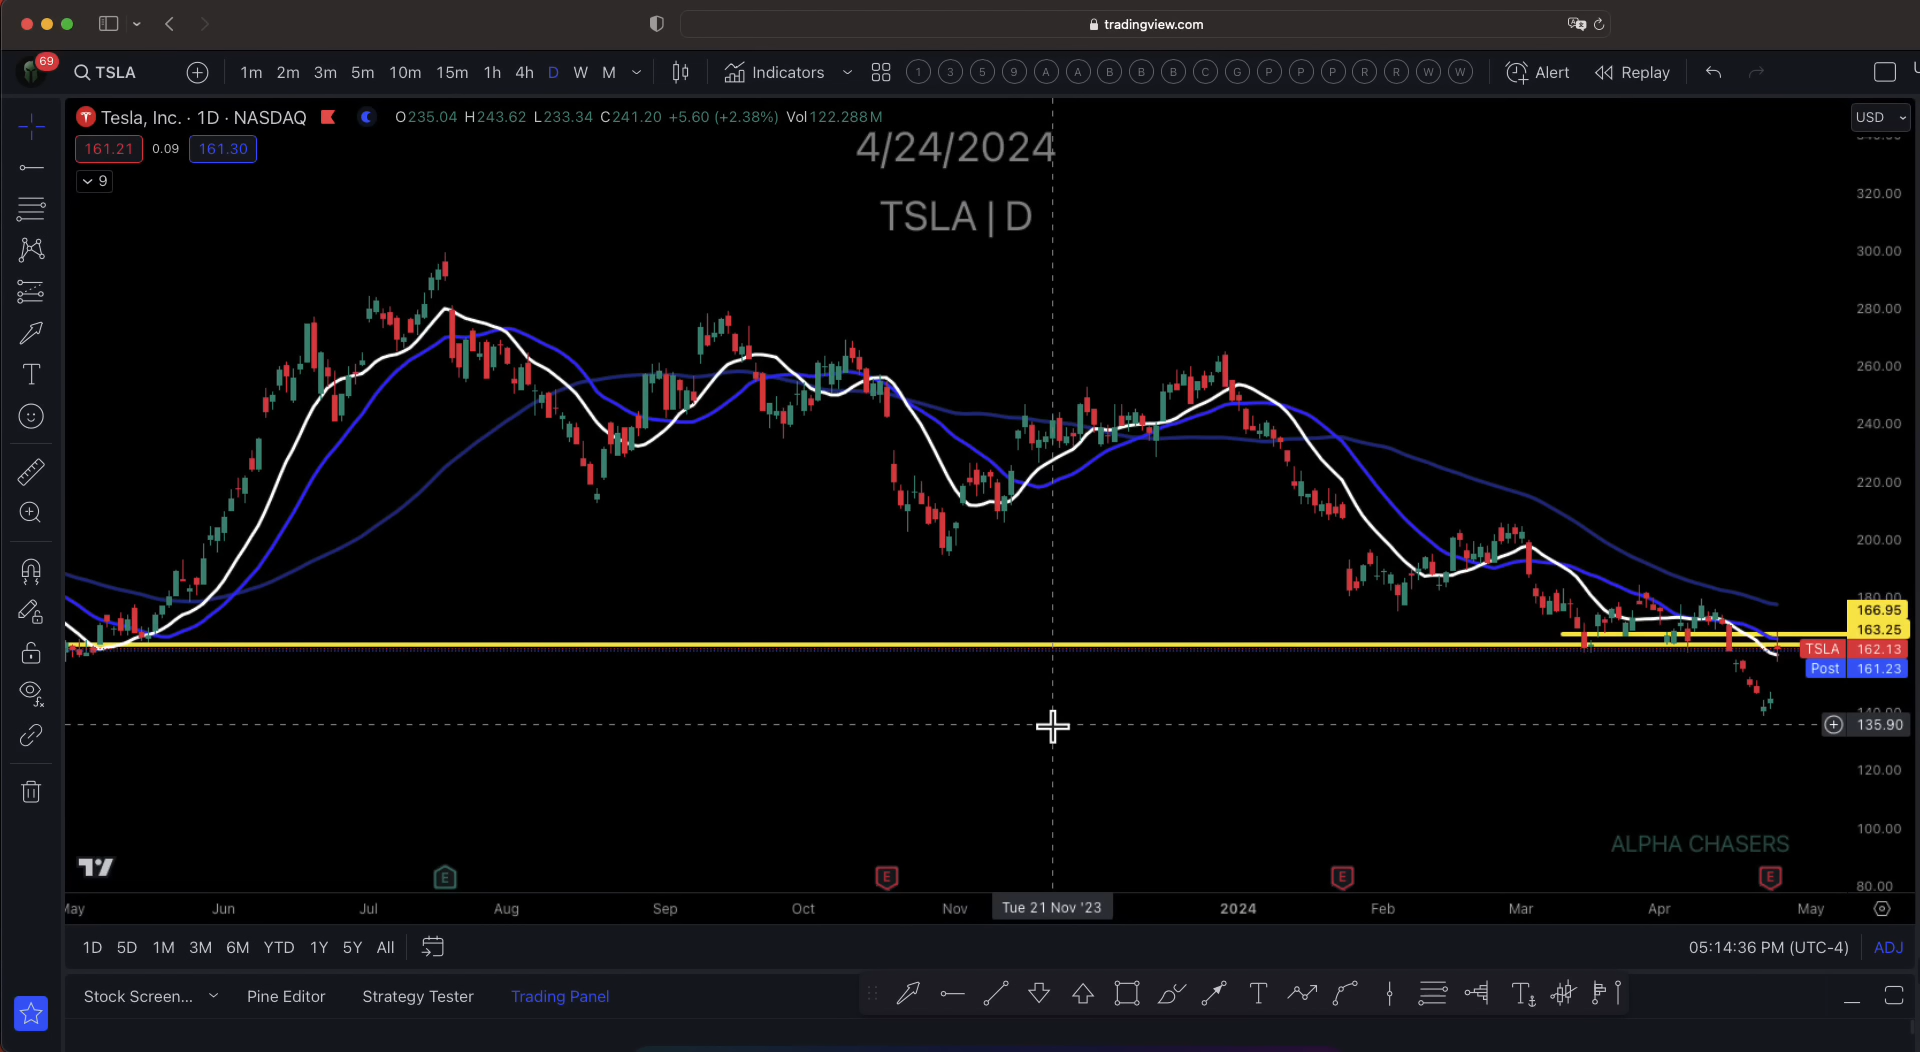 tradingview.com
69 TSLA 1m 2m 3m 5m 10m 15m 1h 4h D W M Indicators 1 3 5 9 A A B B B C G P P P R R W W Alert Replay
Tesla, Inc. · 1D · NASDAQ O235.04 H243.62 L233.34 C241.20 +5.60 (+2.38%) Vol122.288M
USD
161.21 0.09 161.30
9
4/24/2024
TSLA | D
320.00
300.00
280.00
260.00
240.00
220.00
200.00
180.00
166.95
163.25
TSLA 162.13
Post 161.23
140.00
135.90
120.00
100.00
80.00
ALPHA CHASERS
E E E E
May Jun Jul Aug Sep Oct Nov Tue 21 Nov '23 2024 Feb Mar Apr May
1D 5D 1M 3M 6M YTD 1Y 5Y All 05:14:36 PM (UTC-4) ADJ
Stock Screen... Pine Editor Strategy Tester Trading Panel